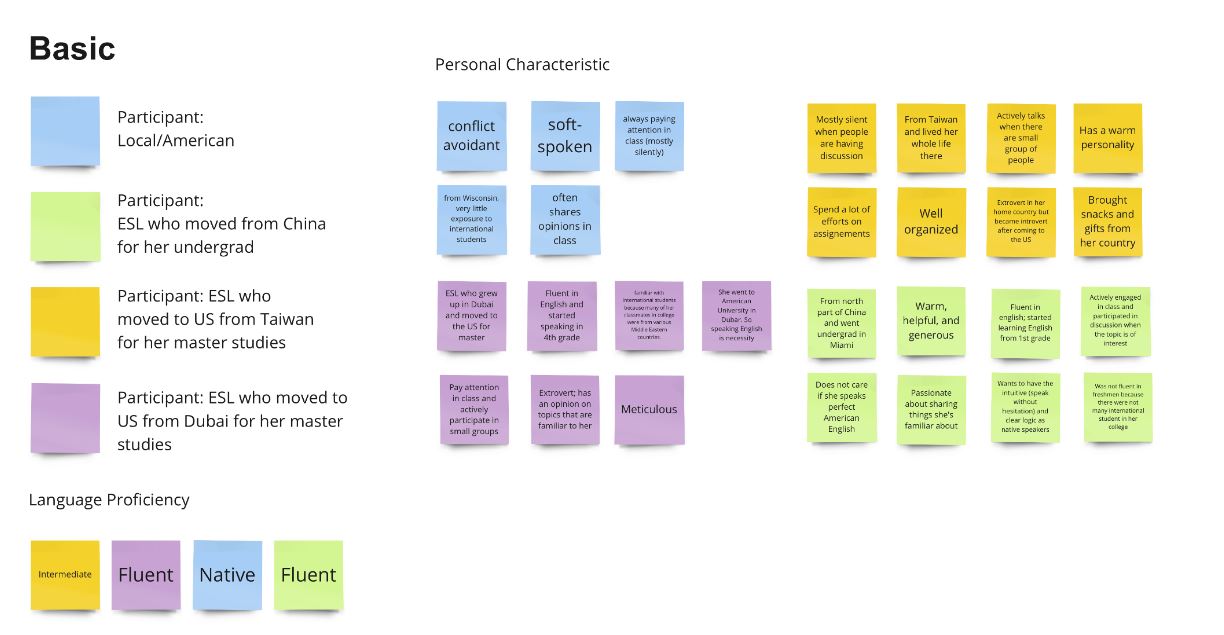 Basic
Participant:
Local/American
Participant:
ESL who moved from China
for her undergrad
Participant: ESL who
moved to US from Taiwan
for her master studies
Participant: ESL who moved to
US from Dubai for her master
studies
Language Proficiency
Intermediate
Fluent
Native
Fluent
Personal Characteristic
conflict
avoidant
soft-
spoken
always paying
attention in
class (mostly
silently)
from Wisconsin,
very little
exposure to
international
students
often
shares
opinions in
class
ESL who grew
up in Dubai
and moved to
the US for
master
Fluent in
English and
started
speaking in
4th grade
familiar with
international students
because many of the
classmates in college
were from various
Middle Eastern
countries.
She went to
American
University in
Dubar. So
speaking English
is necessity
Pay attention
in class and
actively
participate in
small groups
Extrovert; has
an opinion on
topics that are
familiar to her
Meticulous
Mostly silent
when people
are having
discussion
From Taiwan
and lived her
whole life
there
Actively talks
when there
are small
group of
people
Has a warm
personality
Spend a lot of
efforts on
assignements
Well
organized
Extrovert in her
home country but
became introvert
after coming to
the US
Brought
snacks and
gifts from
her country
From north
part of China
and went
undergrad in
Miami
Warm,
helpful, and
generous
Fluent in
english; started
learning English
from 1st grade
Actively engaged
in class and
participated in
discussion when
the topic is of
interest
Does not care
if she speaks
perfect
American
English
Passionate
about sharing
things she's
familiar about
Wants to have the
intuitive (speak
without
hesitation) and
clear logic as
native speakers
Was not fluent in
freshmen because
there were not
many international
student in her
college